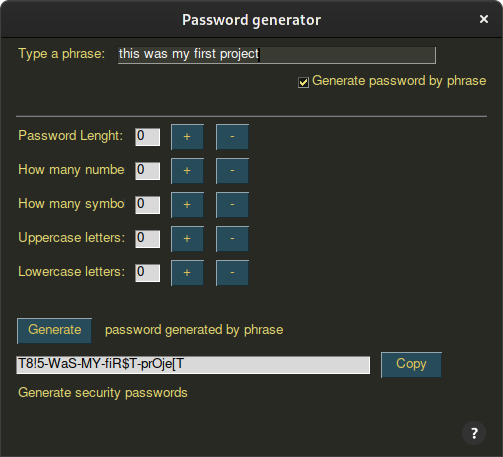 Password generator ×
Type a phrase: this was my first project
Generate password by phrase
Password Lenght: 0 + -
How many numbe 0 + -
How many symbo 0 + -
Uppercase letters: 0 + -
Lowercase letters: 0 + -
Generate password generated by phrase
T8!5-WaS-MY-fiR$T-prOje[T Copy
Generate security passwords
?